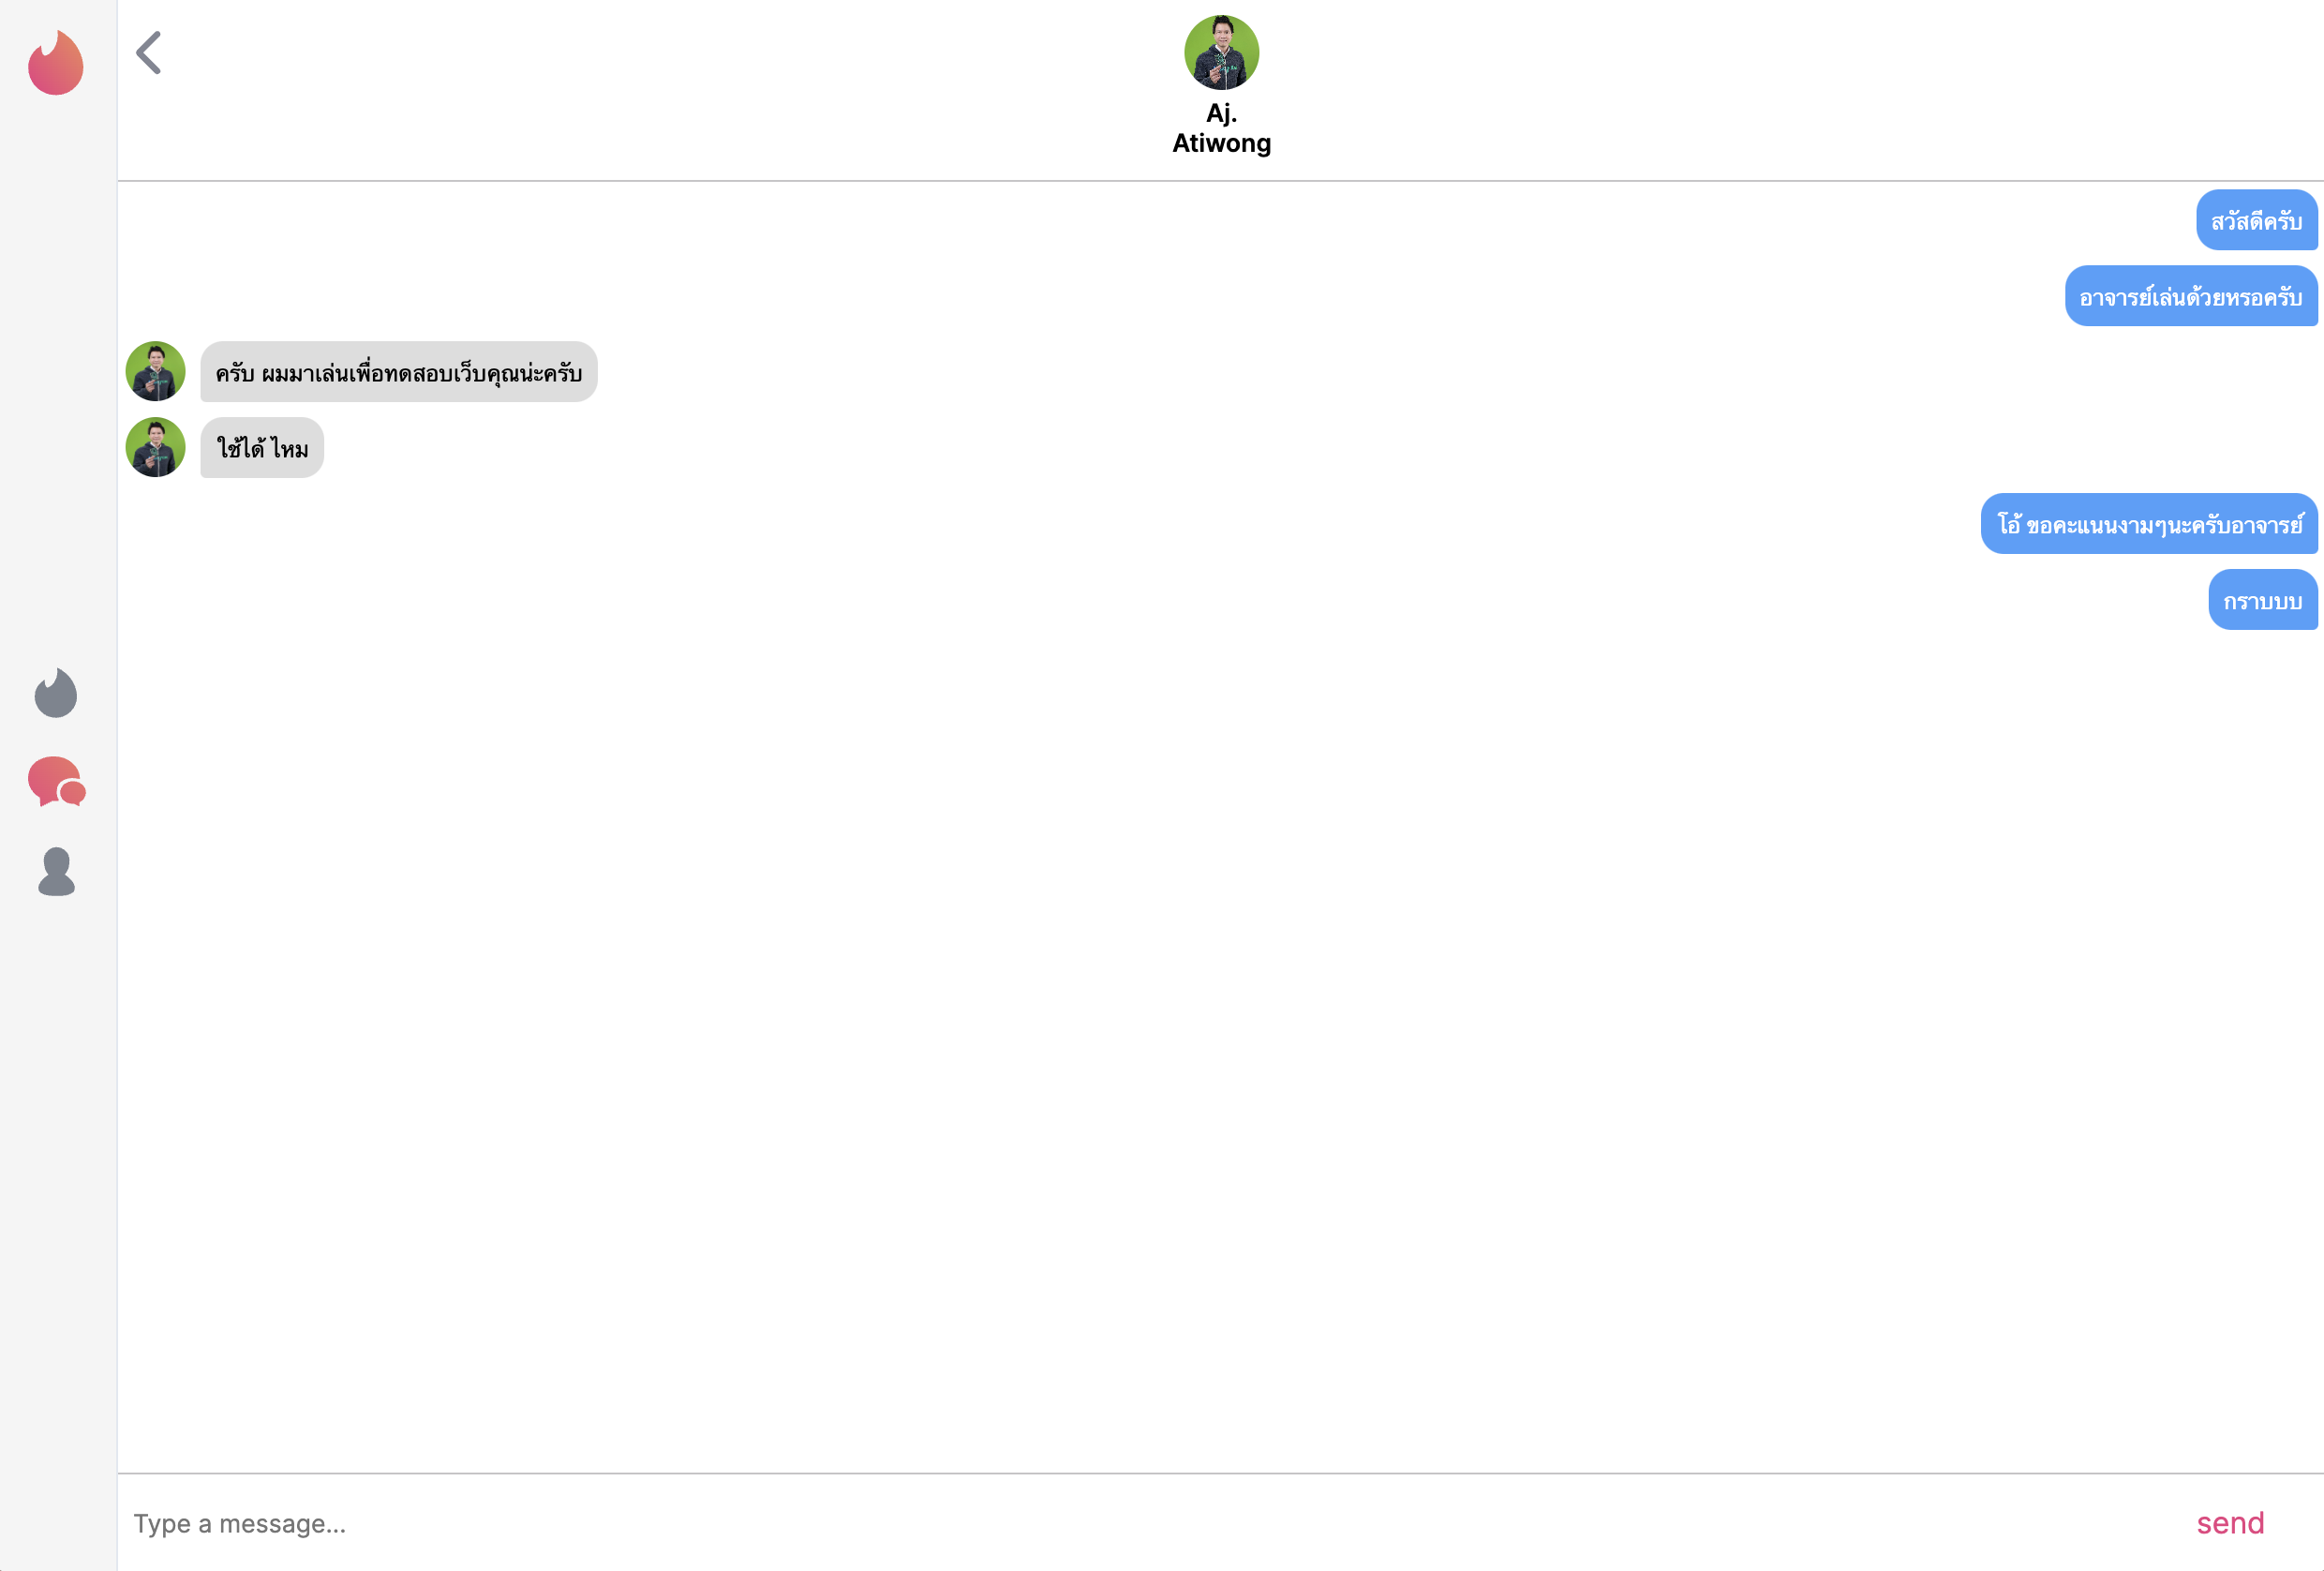 Aj.
Atiwong
สวัสดีครับ
อาจารย์เล่นด้วยหรอครับ
ครับ ผมมาเล่นเพื่อทดสอบเว็บคุณน่ะครับ
ใช้ได้ ไหม
โอ้ ขอคะแนนงามๆนะครับอาจารย์
กราบบบ
Type a message...
send